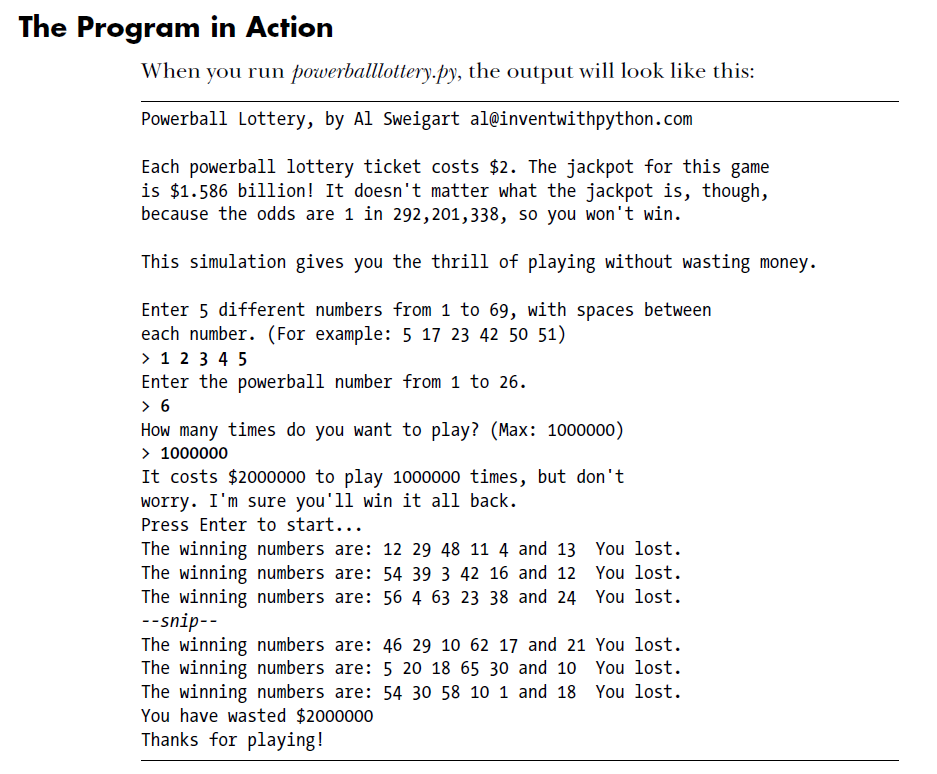 The Program in Action
When you run powerballlottery.py, the output will look like this:
Powerball Lottery, by Al Sweigart al@inventwithpython.com
Each powerball lottery ticket costs $2. The jackpot for this game
is $1.586 billion! It doesn't matter what the jackpot is, though,
because the odds are 1 in 292,201,338, so you won't win.
This simulation gives you the thrill of playing without wasting money.
Enter 5 different numbers from 1 to 69, with spaces between
each number. (For example: 5 17 23 42 50 51)
> 1 2 3 4 5
Enter the powerball number from 1 to 26.
> 6
How many times do you want to play? (Max: 1000000)
> 1000000
It costs $2000000 to play 1000000 times, but don't
worry. I'm sure you'll win it all back.
Press Enter to start...
The winning numbers are: 12 29 48 11 4 and 13  You lost.
The winning numbers are: 54 39 3 42 16 and 12  You lost.
The winning numbers are: 56 4 63 23 38 and 24  You lost.
--snip--
The winning numbers are: 46 29 10 62 17 and 21 You lost.
The winning numbers are: 5 20 18 65 30 and 10  You lost.
The winning numbers are: 54 30 58 10 1 and 18  You lost.
You have wasted $2000000
Thanks for playing!